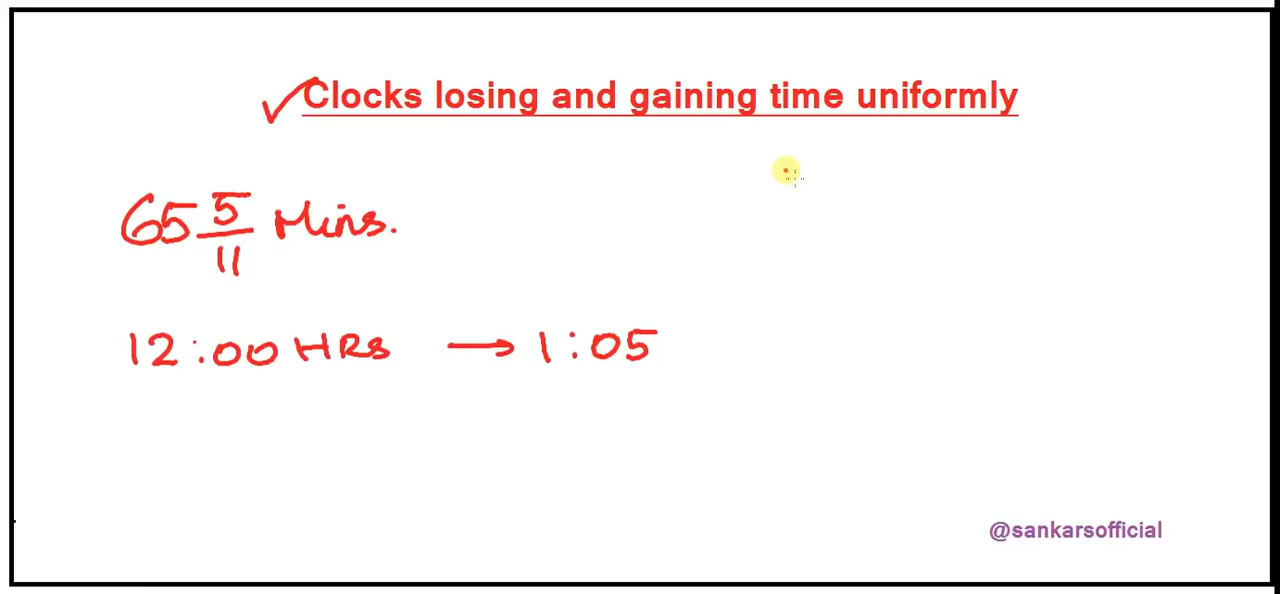 Clocks losing and gaining time uniformly
65 5/11 Mins.
12:00 HRs → 1:05
@sankarsofficial